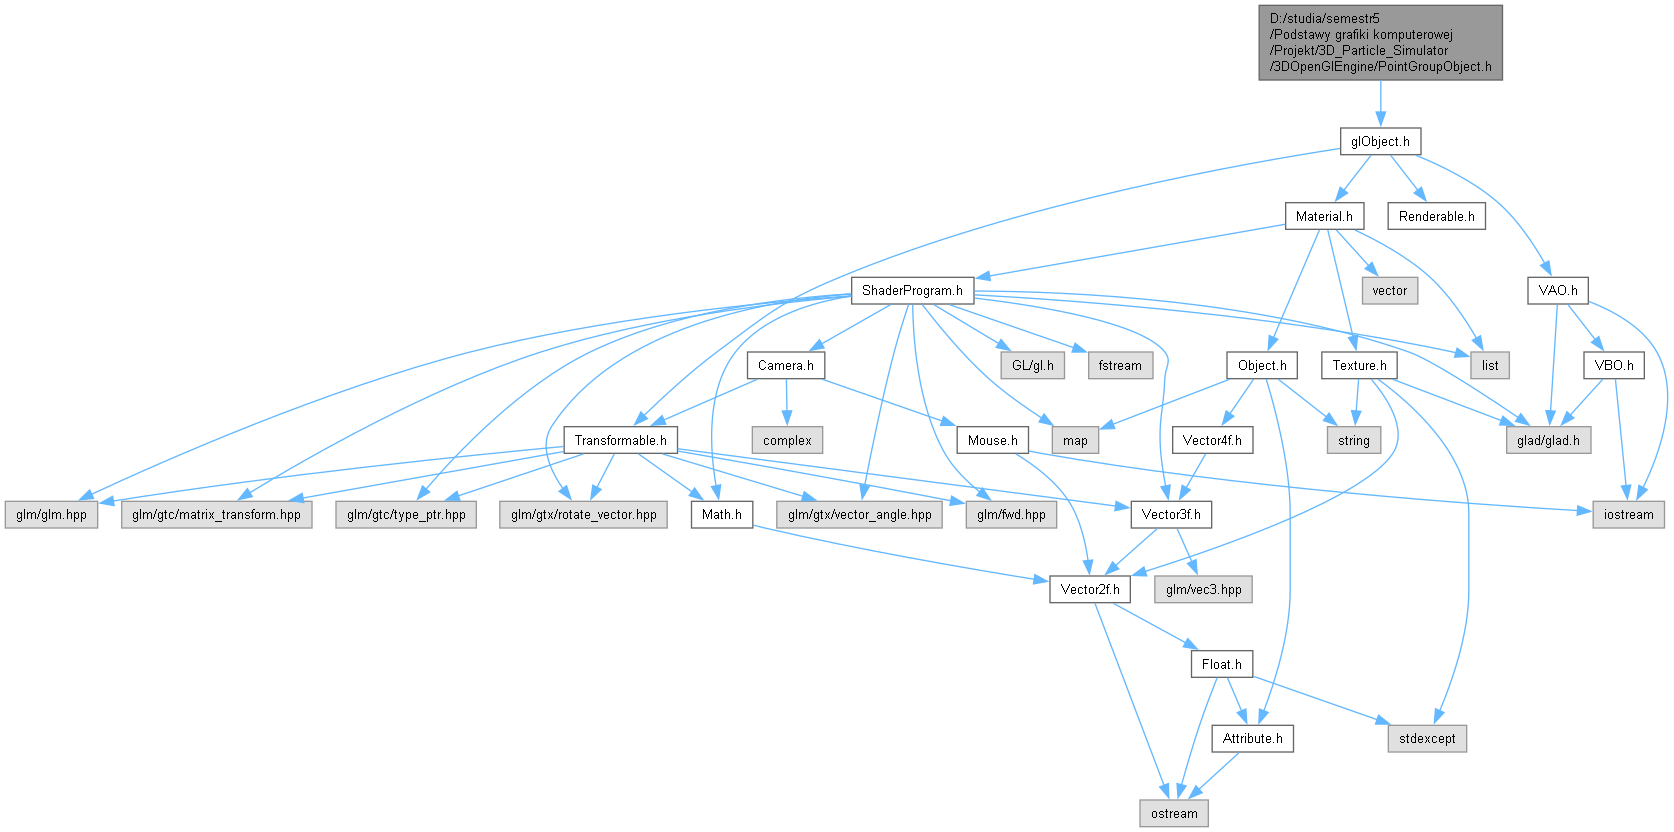 D:/studia/semestr5
/Podstawy grafiki komputerowej
/Projekt/3D_Particle_Simulator
/3DOpenGlEngine/PointGroupObject.h
glObject.h
Material.h
Renderable.h
ShaderProgram.h
vector
VAO.h
Camera.h
GL/gl.h
fstream
Object.h
Texture.h
list
VBO.h
Transformable.h
complex
Mouse.h
map
Vector4f.h
string
glad/glad.h
glm/glm.hpp
glm/gtc/matrix_transform.hpp
glm/gtc/type_ptr.hpp
glm/gtx/rotate_vector.hpp
Math.h
glm/gtx/vector_angle.hpp
glm/fwd.hpp
Vector3f.h
iostream
Vector2f.h
glm/vec3.hpp
Float.h
Attribute.h
stdexcept
ostream